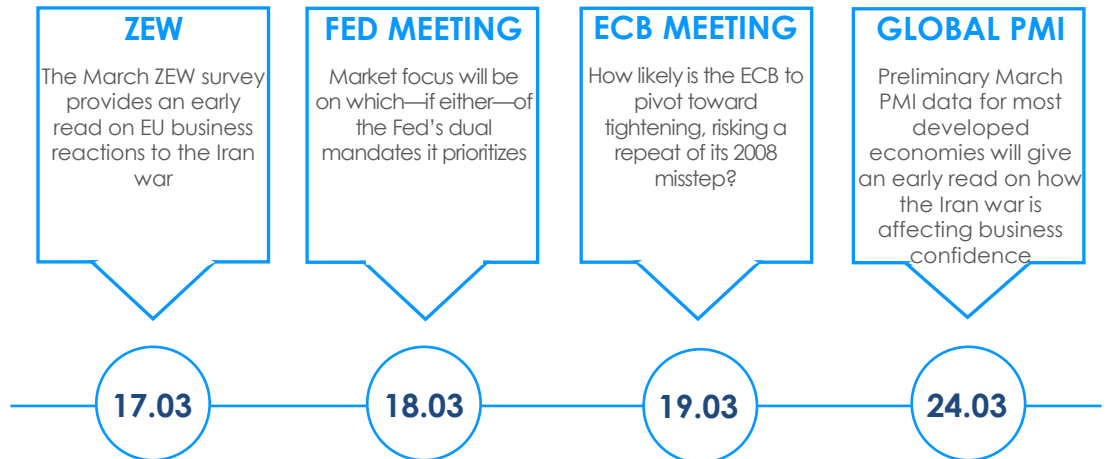 ZEW
The March ZEW survey
provides an early
read on EU business
reactions to the Iran
war
FED MEETING
Market focus will be
on which—if either—of
the Fed's dual
mandates it prioritizes
ECB MEETING
How likely is the ECB to
pivot toward
tightening, risking a
repeat of its 2008
misstep?
GLOBAL PMI
Preliminary March
PMI data for most
developed
economies will give
an early read on how
the Iran war is
affecting business
confidence
17.03
18.03
19.03
24.03